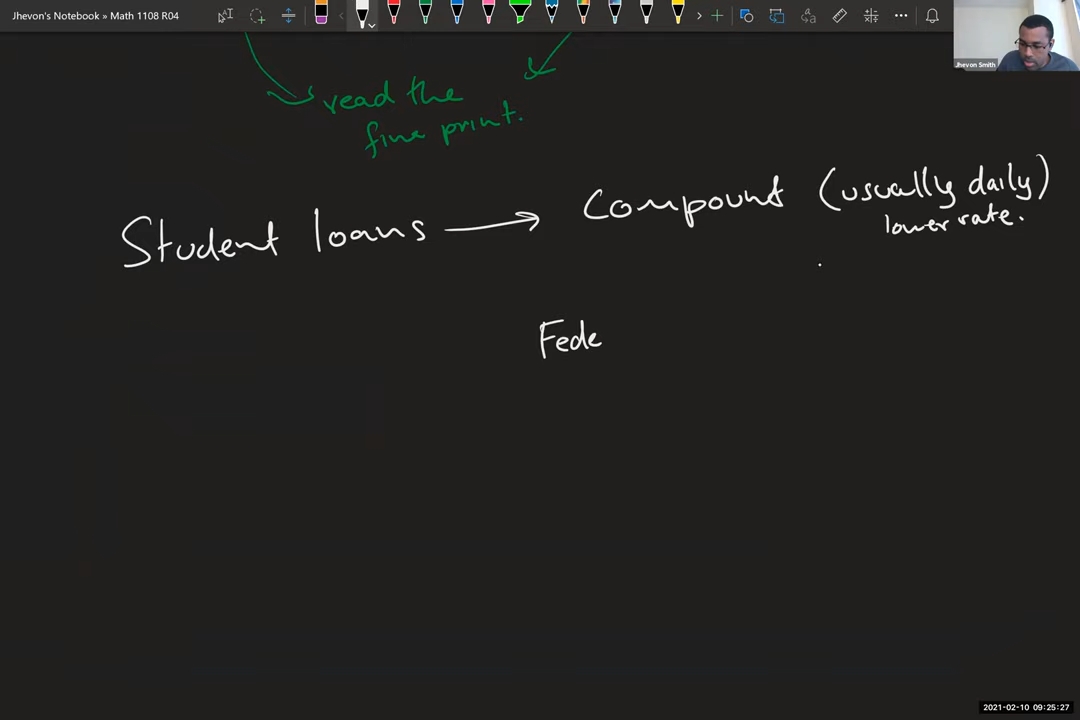 Jhevon's Notebook » Math 1108 R04
Jhevon Smith
read the
fine print.
Student loans → Compound (usually daily)
lower rate.
Fede
2021-02-10 09:25:27